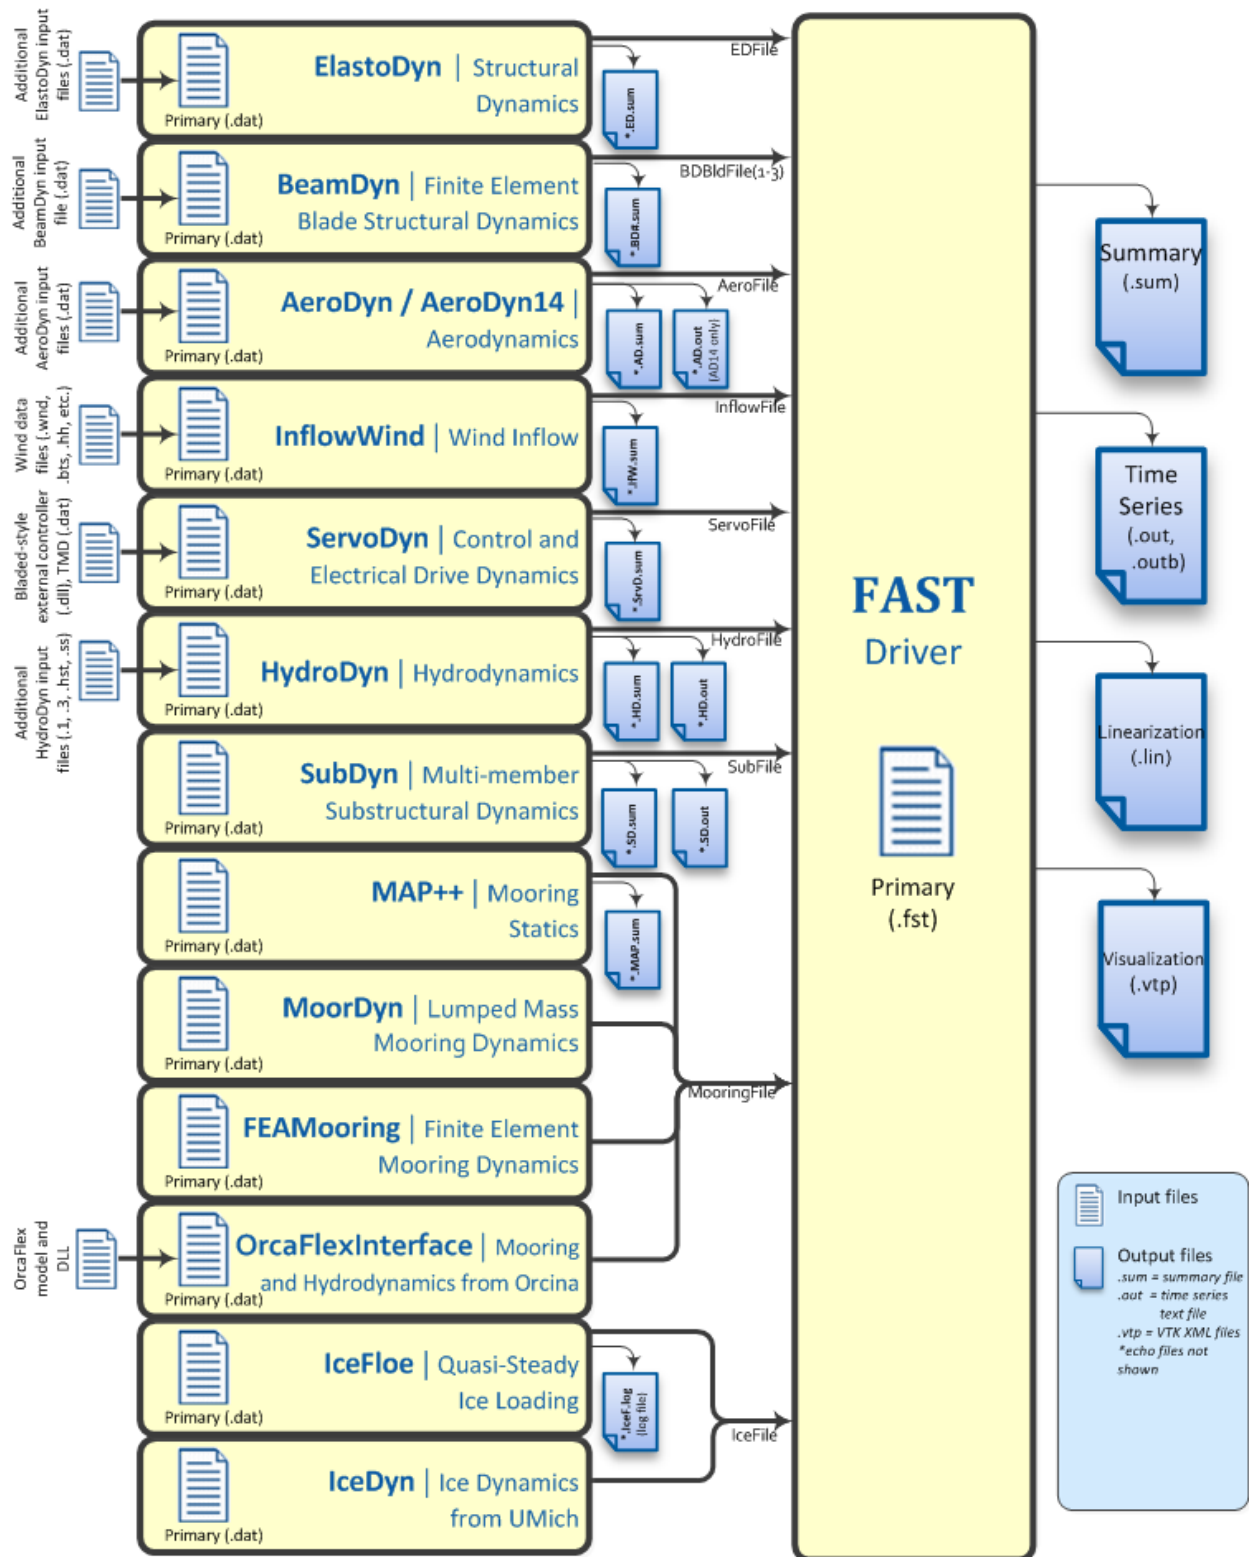 Additional
ElastoDyn input
files (.dat)
Primary (.dat)
ElastoDyn | Structural
Dynamics
*.ED.sum
EDFile
Additional
BeamDyn input
file (.dat)
Primary (.dat)
BeamDyn | Finite Element
Blade Structural Dynamics
*.BD#.sum
BDBldFile(1-3)
Additional
AeroDyn input
files (.dat)
Primary (.dat)
AeroDyn / AeroDyn14 |
Aerodynamics
*.AD.sum
*.AD.out
(AD14 only)
AeroFile
Wind data
files (.wnd,
.bts, .hh, etc.)
Primary (.dat)
InflowWind | Wind Inflow
*.IfW.sum
InflowFile
Bladed-style
external controller
(.dll), TMD (.dat)
Primary (.dat)
ServoDyn | Control and
Electrical Drive Dynamics
*.SrvD.sum
ServoFile
Additional
HydroDyn input
files (.1, .3, .hst, .ss)
Primary (.dat)
HydroDyn | Hydrodynamics
*.HD.sum
*.HD.out
HydroFile
Primary (.dat)
SubDyn | Multi-member
Substructural Dynamics
*.SD.sum
*.SD.out
SubFile
Primary (.dat)
MAP++ | Mooring
Statics
*.MAP.sum
Primary (.dat)
MoorDyn | Lumped Mass
Mooring Dynamics
MooringFile
Primary (.dat)
FEAMooring | Finite Element
Mooring Dynamics
OrcaFlex
model and
DLL
Primary (.dat)
OrcaFlexInterface | Mooring
and Hydrodynamics from Orcina
Primary (.dat)
IceFloe | Quasi-Steady
Ice Loading
*.IceF.log
(log file)
IceFile
Primary (.dat)
IceDyn | Ice Dynamics
from UMich
FAST
Driver
Primary
(.fst)
Summary
(.sum)
Time
Series
(.out,
.outb)
Linearization
(.lin)
Visualization
(.vtp)
Input files
Output files
.sum = summary file
.out = time series
text file
.vtp = VTK XML files
*echo files not
shown